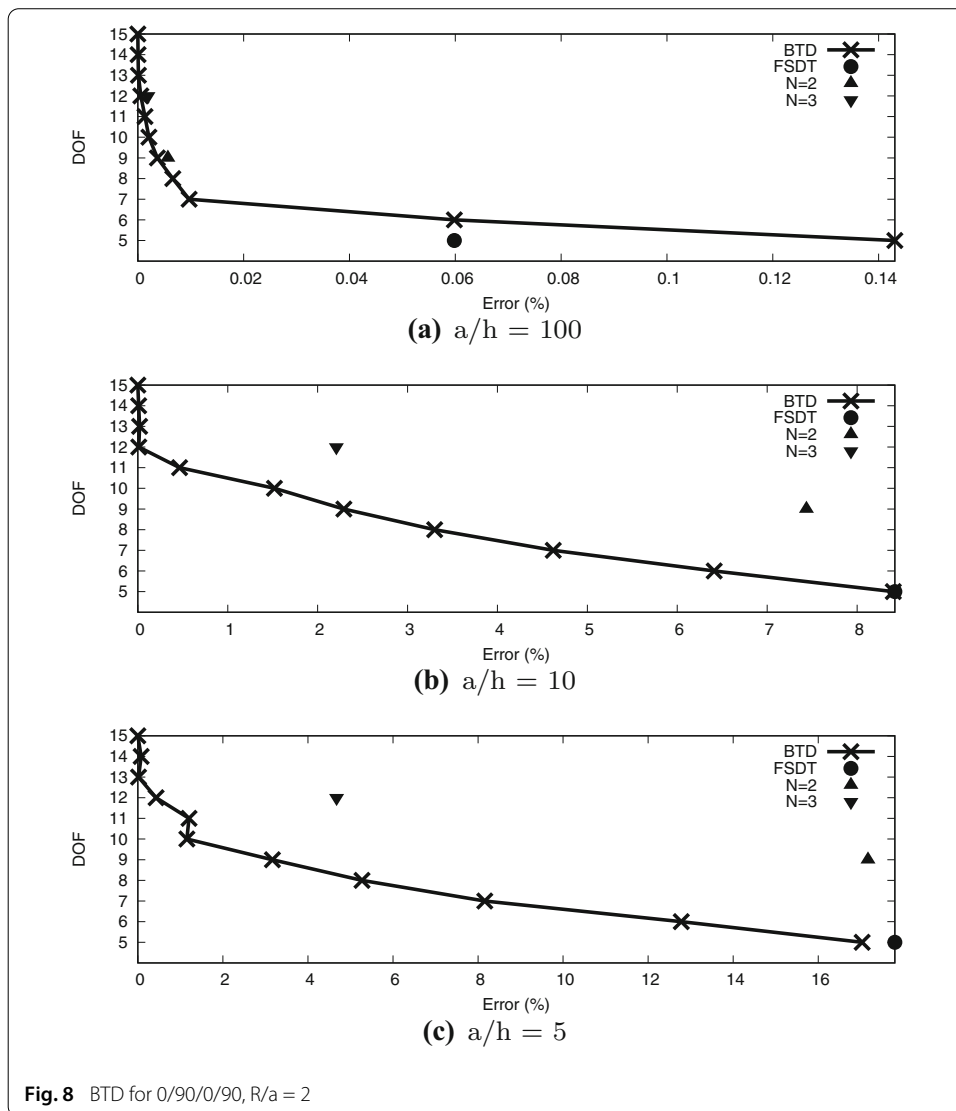 15
14
13
12
11
10
9
8
7
6
5
DOF
BTD
FSDT
N=2
N=3
0 0.02 0.04 0.06 0.08 0.1 0.12 0.14
Error (%)
(a) a/h = 100
15
14
13
12
11
10
9
8
7
6
5
DOF
BTD
FSDT
N=2
N=3
0 1 2 3 4 5 6 7 8
Error (%)
(b) a/h = 10
15
14
13
12
11
10
9
8
7
6
5
DOF
BTD
FSDT
N=2
N=3
0 2 4 6 8 10 12 14 16
Error (%)
(c) a/h = 5
Fig. 8 BTD for 0/90/0/90, R/a = 2